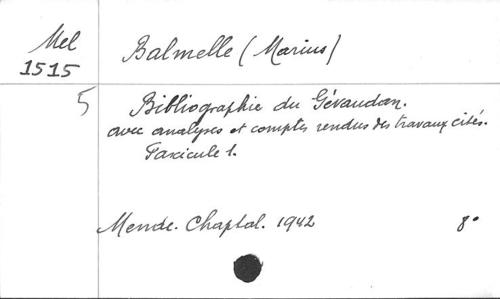 Mel
1515
5
Balmelle (Marius)
Bibliographie du Gévaudan.
avec analyses et comptes rendus des travaux cités.
Fascicule 1.
Mende. Chaptal. 1942
8°